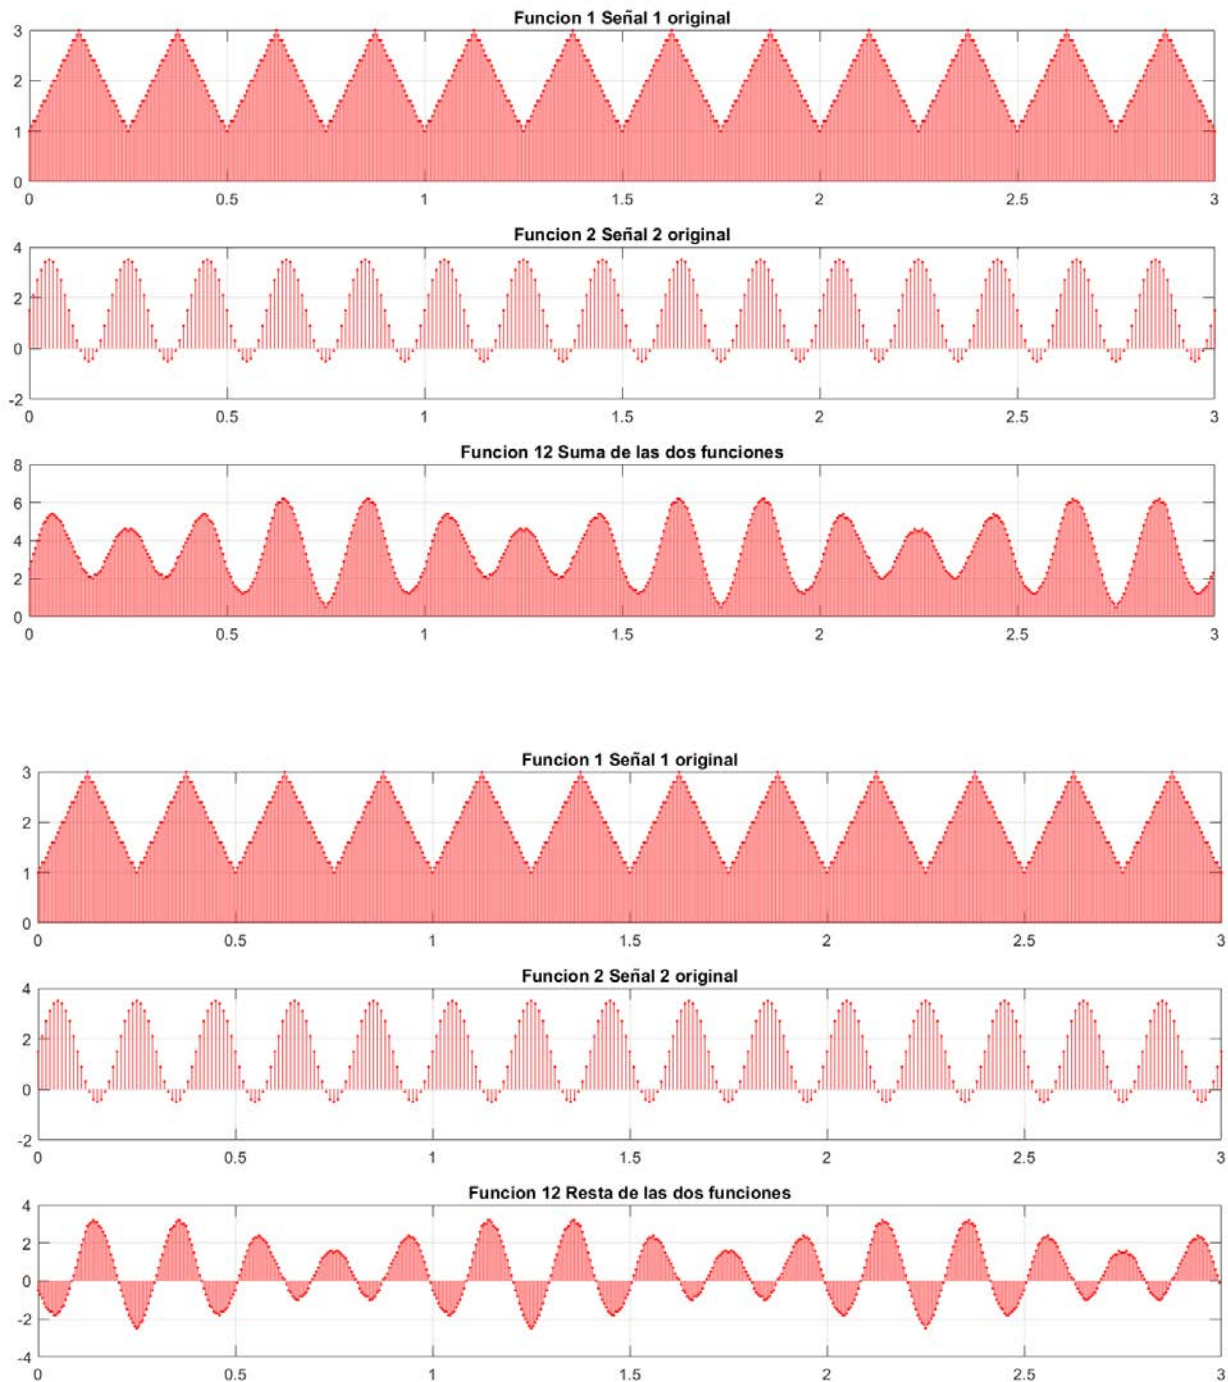 Funcion 1 Señal 1 original
3
2
1
0
0 0.5 1 1.5 2 2.5 3
Funcion 2 Señal 2 original
4
2
0
-2
0 0.5 1 1.5 2 2.5 3
Funcion 12 Suma de las dos funciones
8
6
4
2
0
0 0.5 1 1.5 2 2.5 3
Funcion 1 Señal 1 original
3
2
1
0
0 0.5 1 1.5 2 2.5 3
Funcion 2 Señal 2 original
4
2
0
-2
0 0.5 1 1.5 2 2.5 3
Funcion 12 Resta de las dos funciones
4
2
0
-2
-4
0 0.5 1 1.5 2 2.5 3